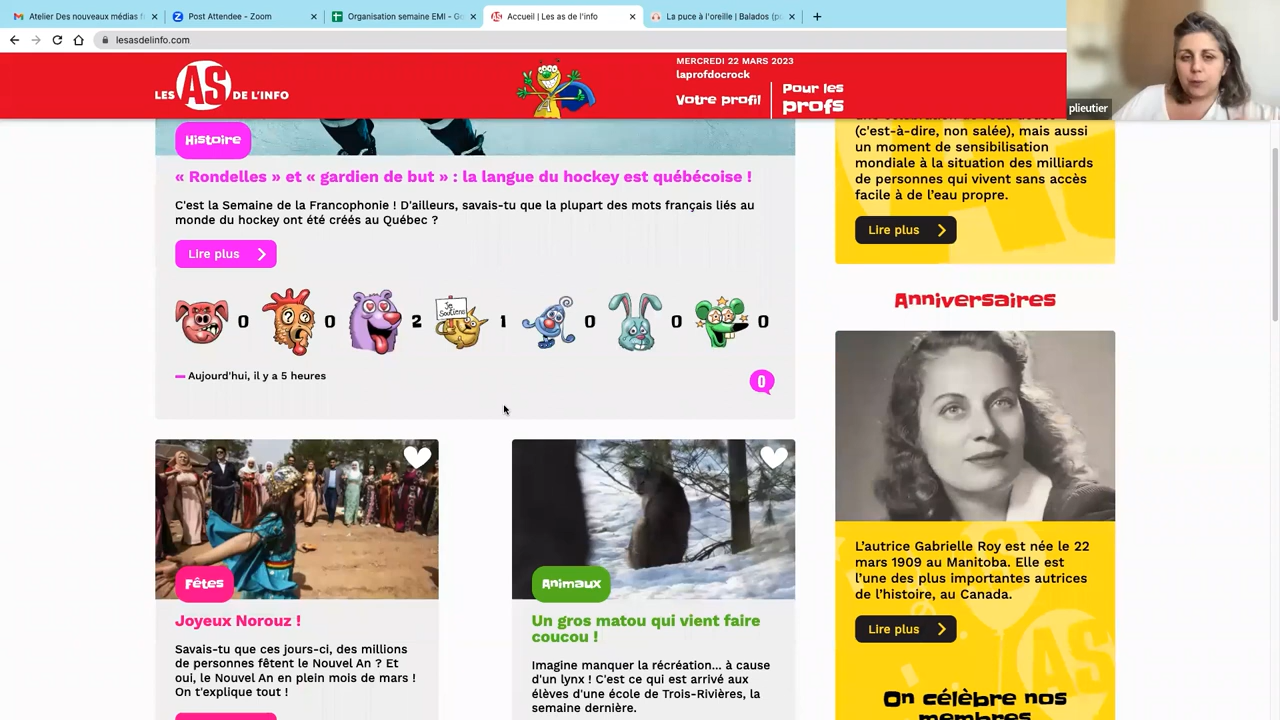 Atelier Des nouveaux médias
Post Attendee - Zoom
Organisation semaine EMI - Go
Accueil | Les as de l'info
La puce à l'oreille | Balados (p
lesasdelinfo.com
LES AS DE L'INFO
MERCREDI 22 MARS 2023
laprofdocrock
Votre profil
Pour les
profs
plieutier
Histoire
« Rondelles » et « gardien de but » : la langue du hockey est québécoise !
C'est la Semaine de la Francophonie ! D'ailleurs, savais-tu que la plupart des mots français liés au
monde du hockey ont été créés au Québec ?
Lire plus
Je
Soutiens
0 0 2 1 0 0 0
Aujourd'hui, il y a 5 heures
0
Fêtes
Joyeux Norouz !
Savais-tu que ces jours-ci, des millions
de personnes fêtent le Nouvel An ? Et
oui, le Nouvel An en plein mois de mars !
On t'explique tout !
Animaux
Un gros matou qui vient faire
coucou !
Imagine manquer la récréation... à cause
d'un lynx ! C'est ce qui est arrivé aux
élèves d'une école de Trois-Rivières, la
semaine dernière.
(c'est-à-dire, non salée), mais aussi
un moment de sensibilisation
mondiale à la situation des milliards
de personnes qui vivent sans accès
facile à de l'eau propre.
Lire plus
Anniversaires
L'autrice Gabrielle Roy est née le 22
mars 1909 au Manitoba. Elle est
l'une des plus importantes autrices
de l'histoire, au Canada.
Lire plus
AS
On célèbre nos
membres